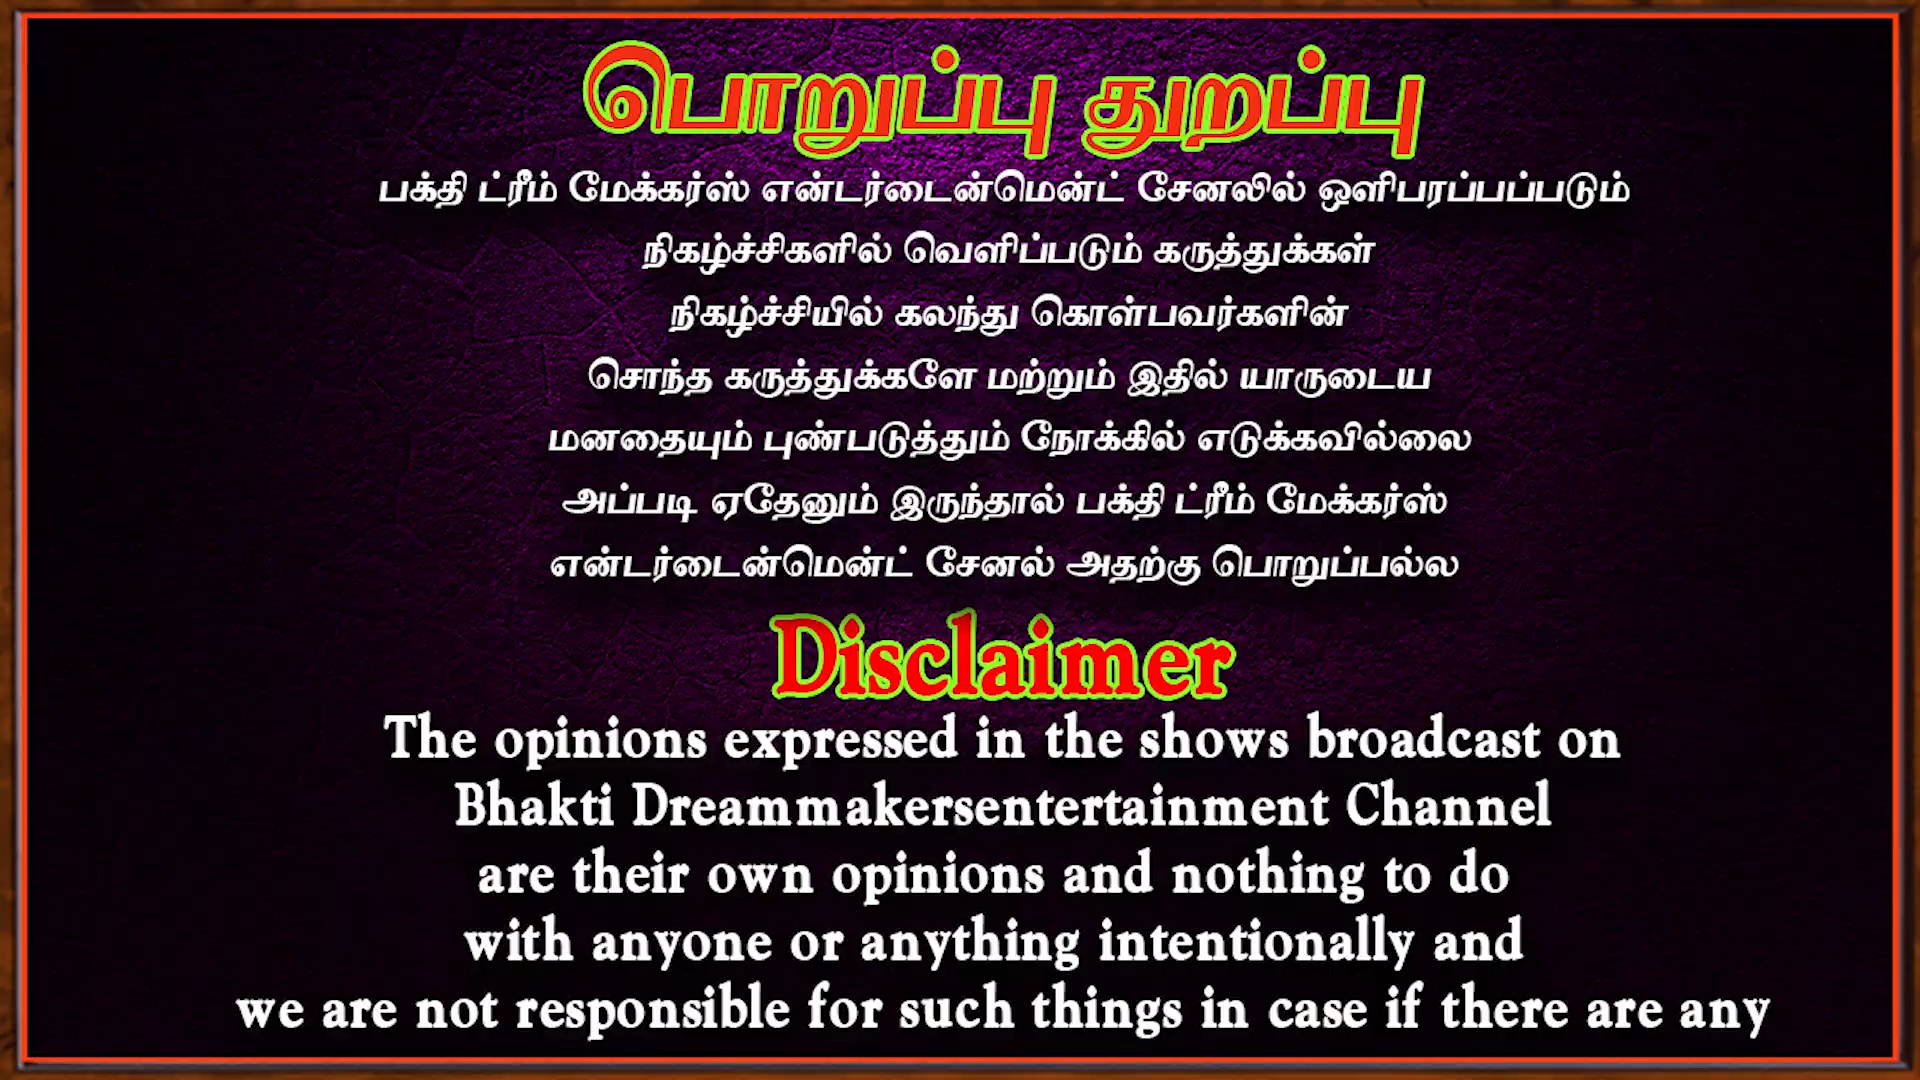 பொறுப்பு துறப்பு
பக்தி ட்ரீம் மேக்கர்ஸ் என்டர்டைன்மென்ட் சேனலில் ஒளிபரப்பப்படும்
நிகழ்ச்சிகளில் வெளிப்படும் கருத்துக்கள்
நிகழ்ச்சியில் கலந்து கொள்பவர்களின்
சொந்த கருத்துக்களே மற்றும் இதில் யாருடைய
மனதையும் புண்படுத்தும் நோக்கில் எடுக்கவில்லை
அப்படி ஏதேனும் இருந்தால் பக்தி ட்ரீம் மேக்கர்ஸ்
என்டர்டைன்மென்ட் சேனல் அதற்கு பொறுப்பல்ல
Disclaimer
The opinions expressed in the shows broadcast on
Bhakti Dreammakersentertainment Channel
are their own opinions and nothing to do
with anyone or anything intentionally and
we are not responsible for such things in case if there are any